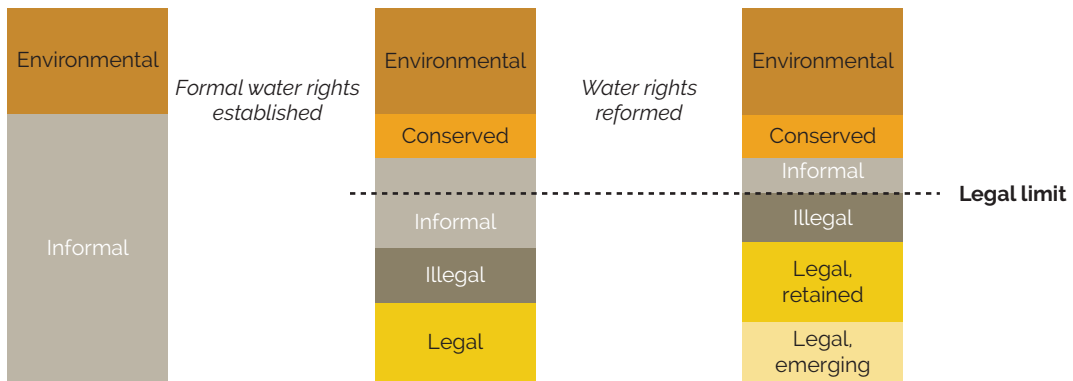 Environmental
Informal
Formal water rights
established
Environmental
Conserved
Informal
Illegal
Legal
Water rights
reformed
Environmental
Conserved
Informal
Illegal
Legal,
retained
Legal,
emerging
Legal limit